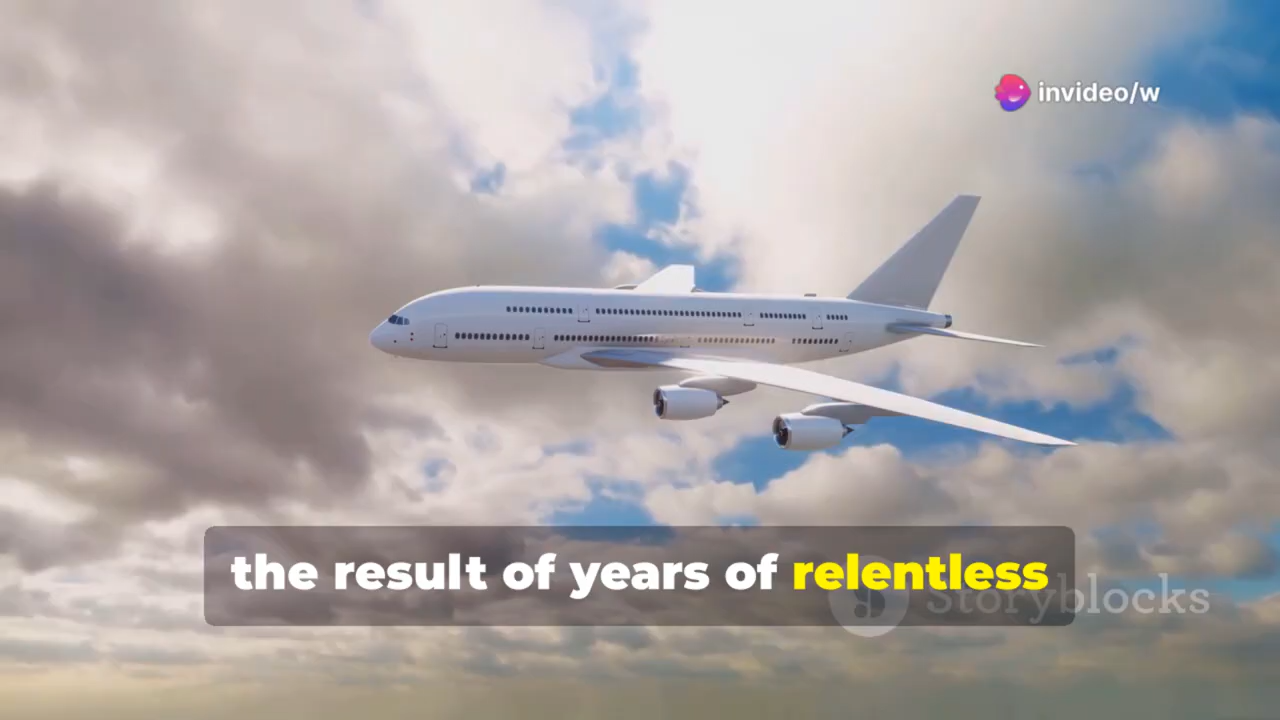 invideo/w
the result of years of relentless
Storyblocks